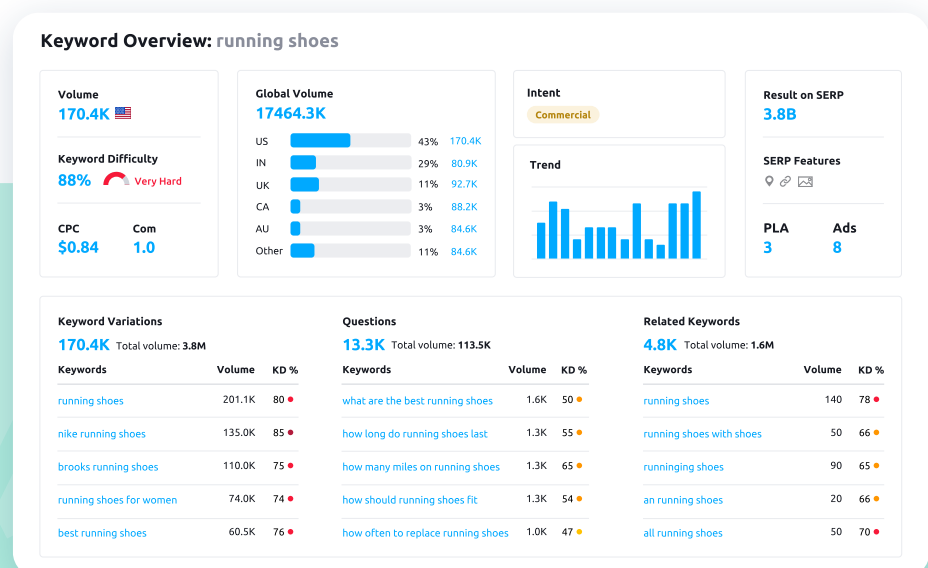 Keyword Overview: running shoes
Volume
170.4K
Keyword Difficulty
88% Very Hard
CPC Com
$0.84 1.0
Global Volume
17464.3K
US 43% 170.4K
IN 29% 80.9K
UK 11% 92.7K
CA 3% 88.2K
AU 3% 84.6K
Other 11% 84.6K
Intent
Commercial
Trend
Result on SERP
3.8B
SERP Features
PLA Ads
3 8
Keyword Variations
170.4K Total volume: 3.8M
Keywords Volume KD %
running shoes 201.1K 80
nike running shoes 135.0K 85
brooks running shoes 110.0K 75
running shoes for women 74.0K 74
best running shoes 60.5K 76
Questions
13.3K Total volume: 113.5K
Keywords Volume KD %
what are the best running shoes 1.6K 50
how long do running shoes last 1.3K 55
how many miles on running shoes 1.3K 65
how should running shoes fit 1.3K 54
how often to replace running shoes 1.0K 47
Related Keywords
4.8K Total volume: 1.6M
Keywords Volume KD %
running shoes 140 78
running shoes with shoes 50 66
runninging shoes 90 65
an running shoes 20 66
all running shoes 50 70